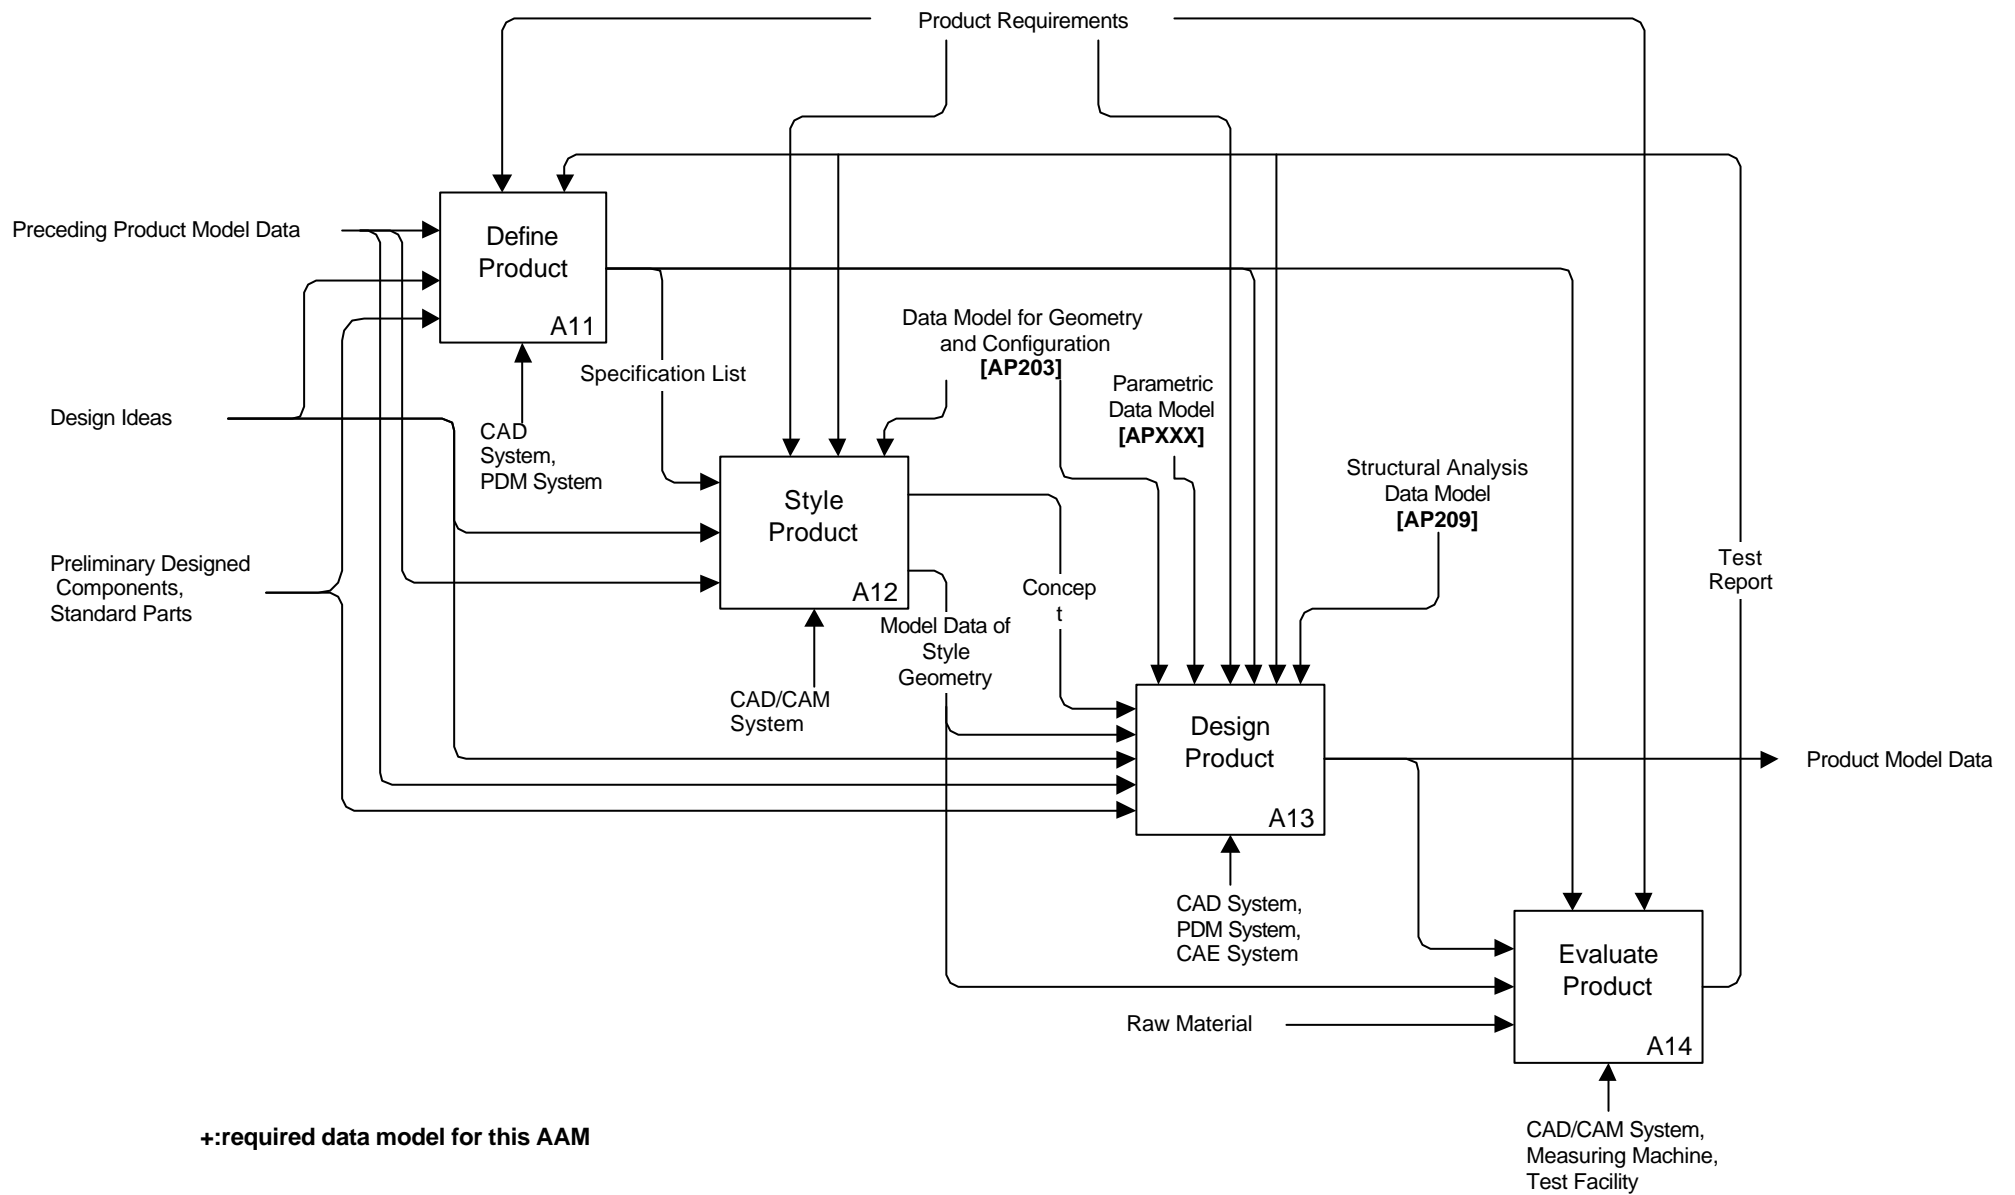 Product Requirements
Preceding Product Model Data
Define
Product
A11
Data Model for Geometry
and Configuration
[AP203]
Specification List
Parametric
Data Model
[APXXX]
Design Ideas
CAD
System,
PDM System
Structural Analysis
Data Model
[AP209]
Style
Product
A12
Preliminary Designed
Components,
Standard Parts
Test
Report
Concep
t
Model Data of
Style
Geometry
CAD/CAM
System
Design
Product
A13
Product Model Data
CAD System,
PDM System,
CAE System
Evaluate
Product
A14
Raw Material
+:required data model for this AAM
CAD/CAM System,
Measuring Machine,
Test Facility